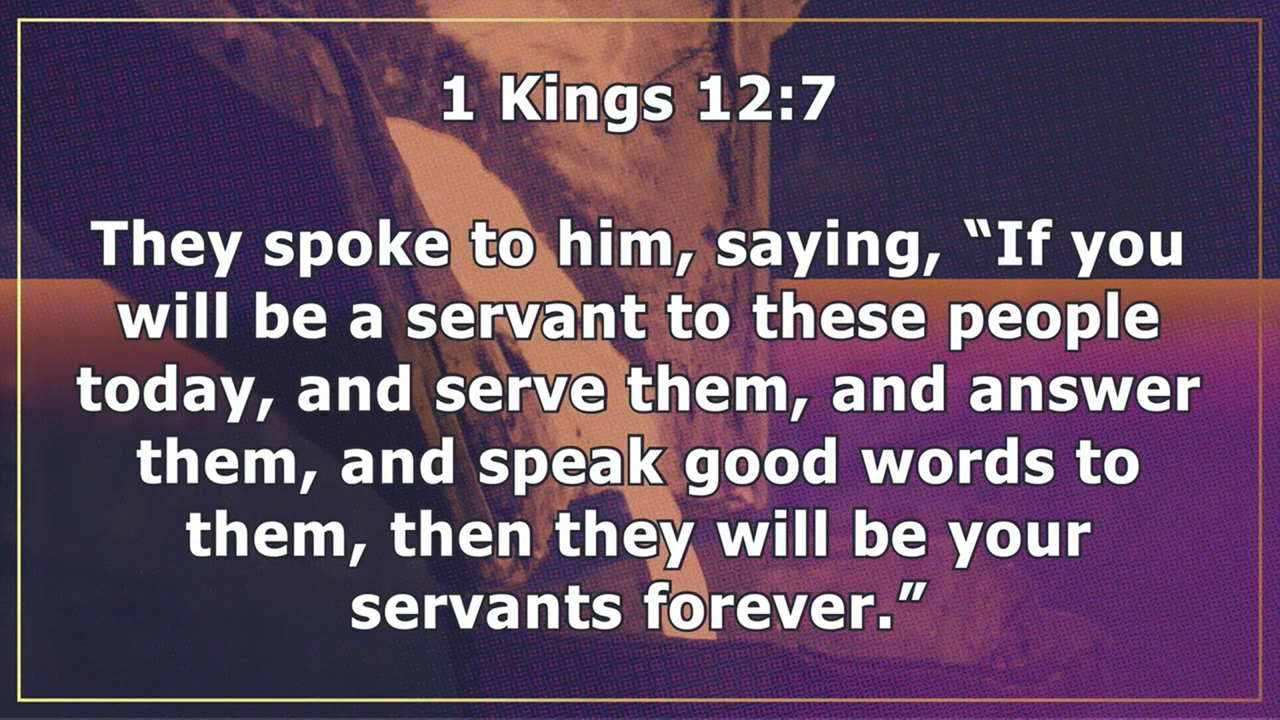 1 Kings 12:7
They spoke to him, saying, “If you
will be a servant to these people
today, and serve them, and answer
them, and speak good words to
them, then they will be your
servants forever.”